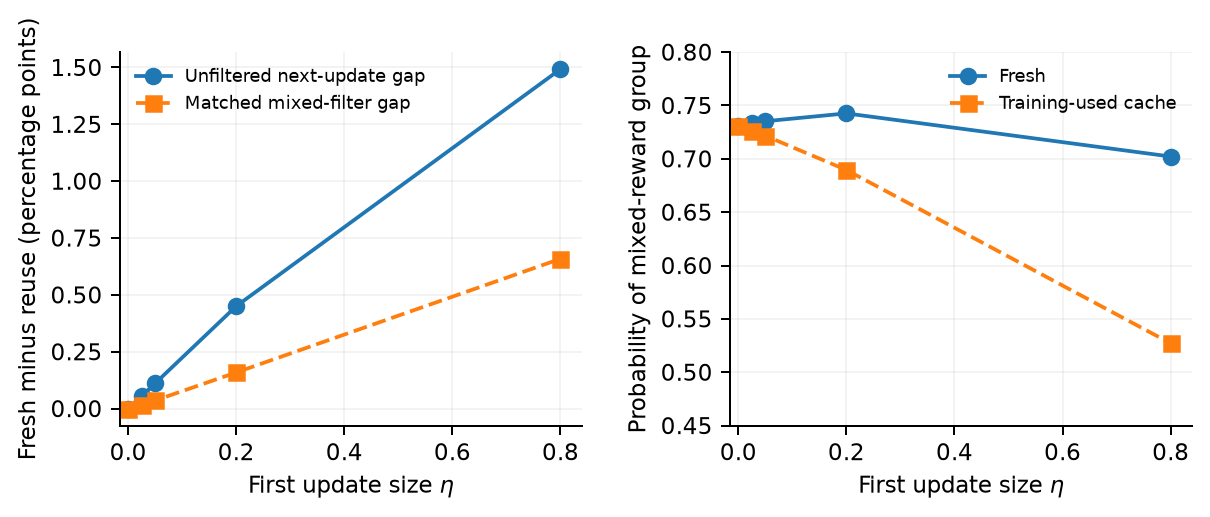 Fresh minus reuse (percentage points)
1.50
1.25
1.00
0.75
0.50
0.25
0.00
Unfiltered next-update gap
Matched mixed-filter gap
0.0 0.2 0.4 0.6 0.8
First update size η
Probability of mixed-reward group
0.80
0.75
0.70
0.65
0.60
0.55
0.50
0.45
Fresh
Training-used cache
0.0 0.2 0.4 0.6 0.8
First update size η